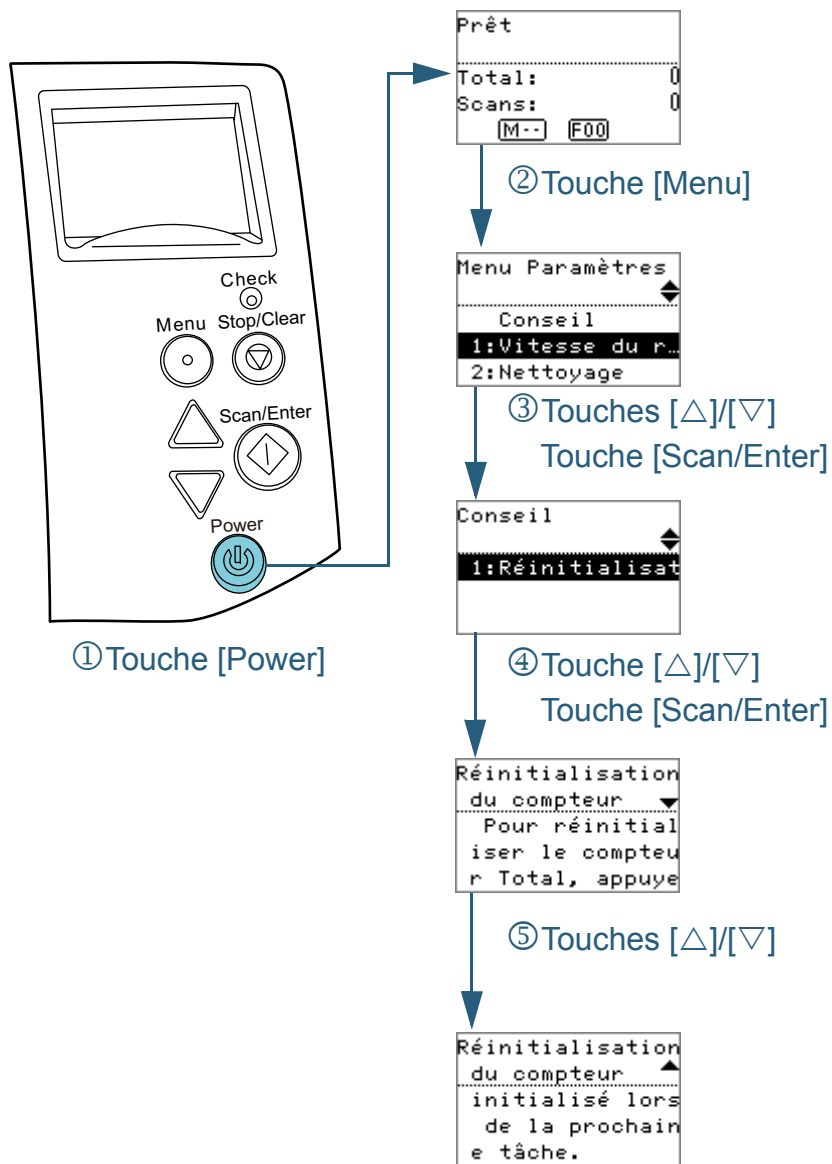 Check
Menu Stop/Clear
Scan/Enter
Power
①Touche [Power]
Prêt
Total: 0
Scans: 0
M-- F00
②Touche [Menu]
Menu Paramètres
Conseil
1:Vitesse du r…
2:Nettoyage
③Touches [△]/[▽]
Touche [Scan/Enter]
Conseil
1:Réinitialisat
④Touche [△]/[▽]
Touche [Scan/Enter]
Réinitialisation
du compteur
Pour réinitial
iser le compteu
r Total, appuye
⑤Touches [△]/[▽]
Réinitialisation
du compteur
initialisé lors
de la prochain
e tâche.